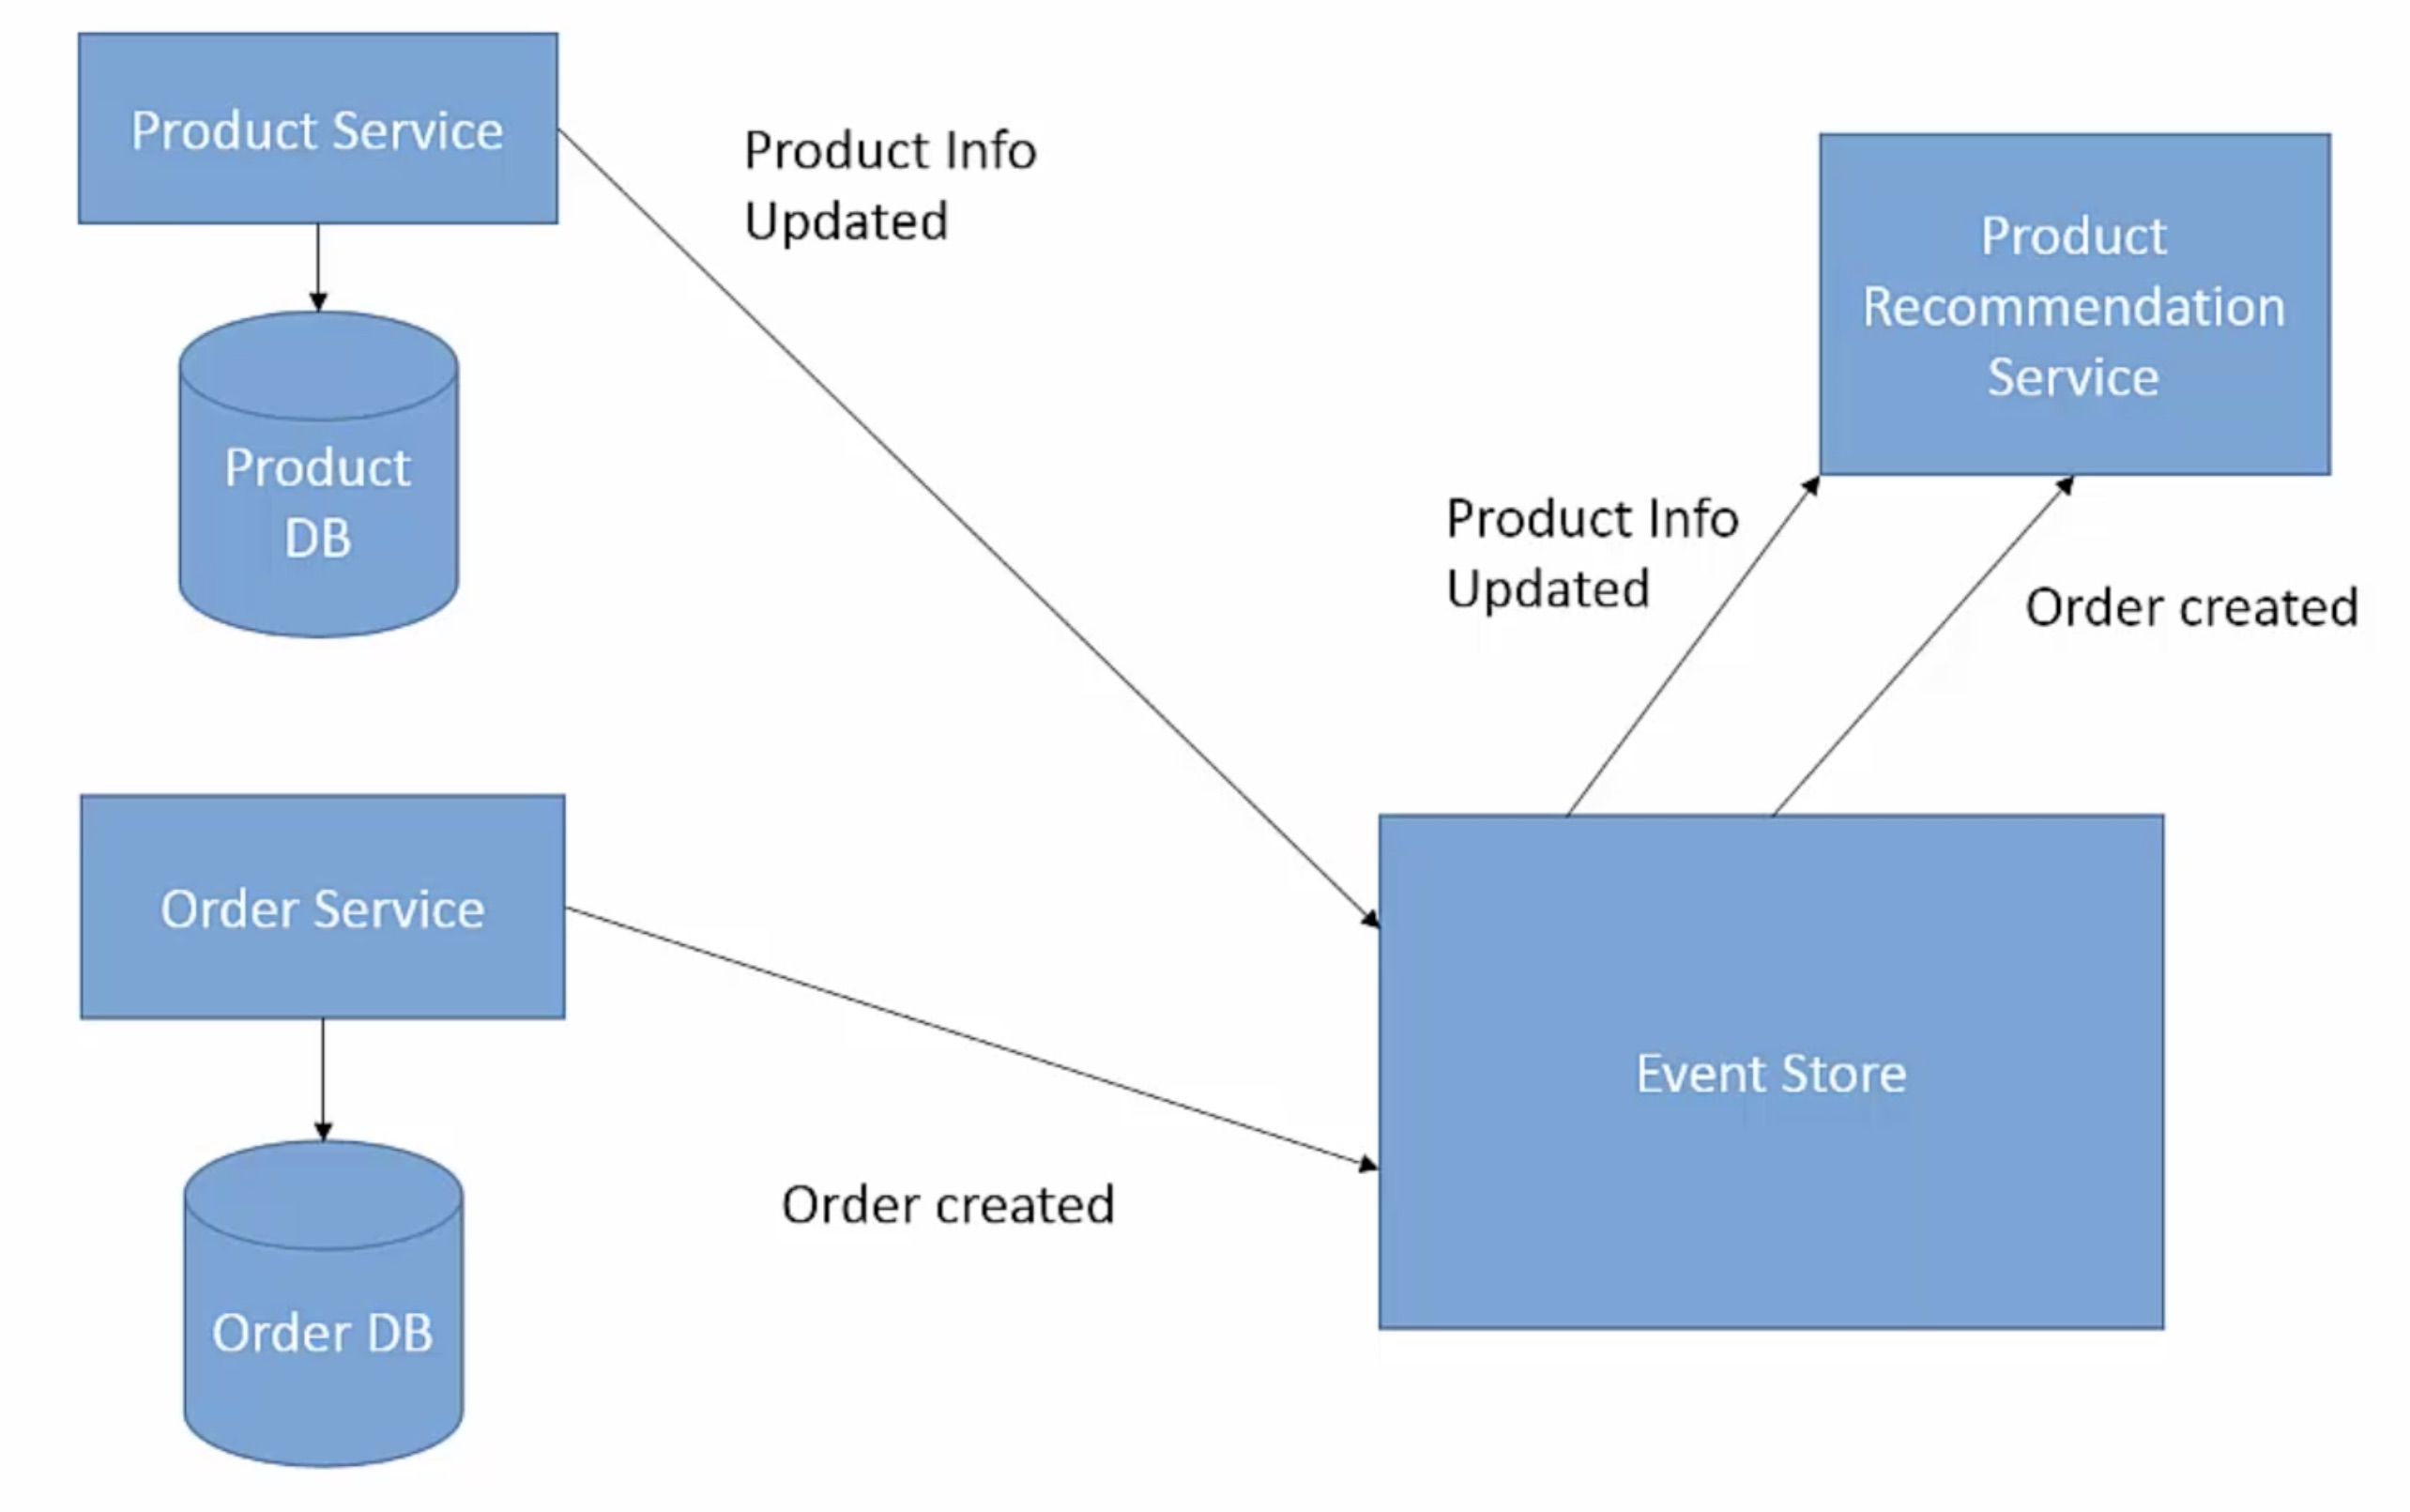 Product Service
Product Info
Updated
Product
Recommendation
Service
Product
DB
Product Info
Updated
Order created
Order Service
Event Store
Order created
Order DB